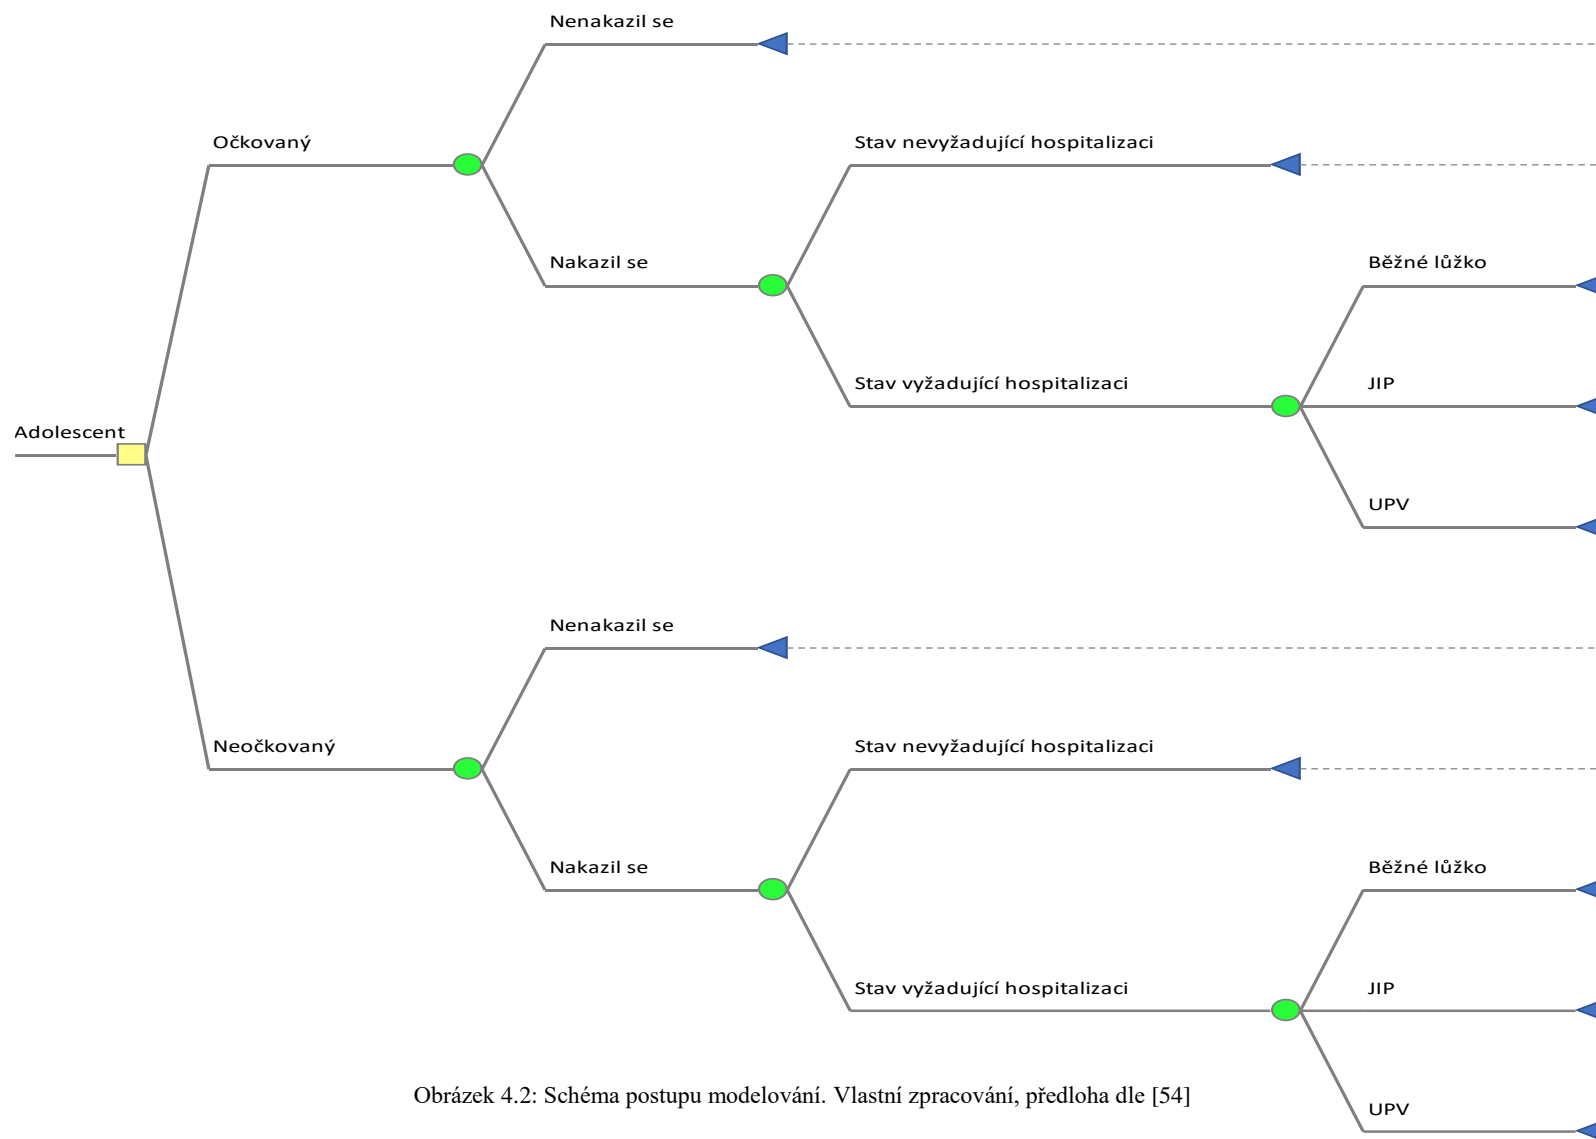 Nenakazil se
Očkovaný
Stav nevyžadující hospitalizaci
Nakazil se
Běžné lůžko
Stav vyžadující hospitalizaci
JIP
Adolescent
UPV
Nenakazil se
Neočkovaný
Stav nevyžadující hospitalizaci
Nakazil se
Běžné lůžko
Stav vyžadující hospitalizaci
JIP
Obrázek 4.2: Schéma postupu modelování. Vlastní zpracování, předloha dle [54]
UPV